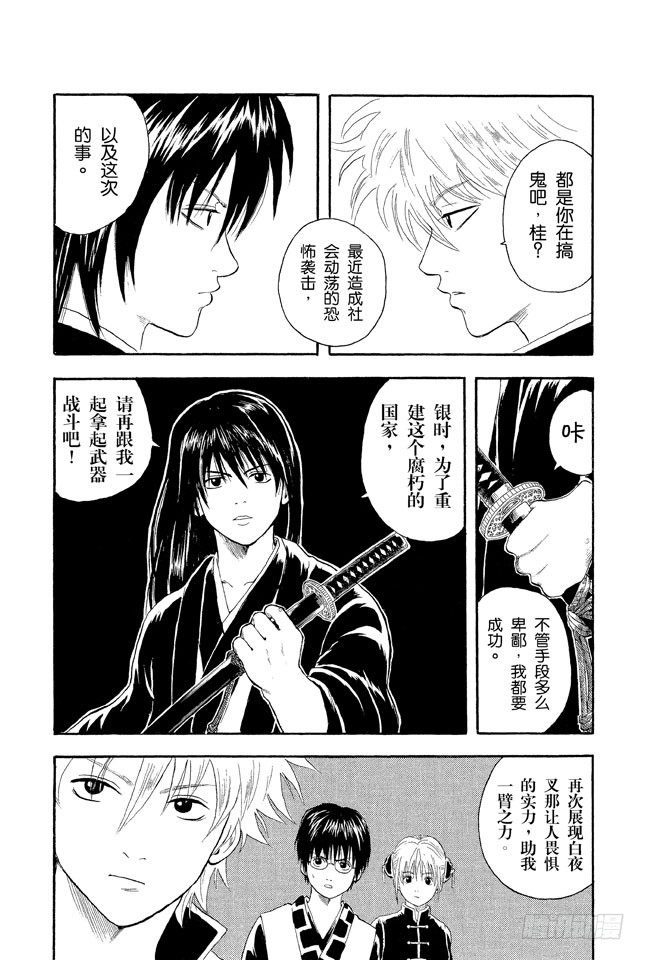 最近造成社
会动荡的恐
怖袭击，
以及这次
的事。
都是你在搞
鬼吧，桂？
咔
不管手段多么
卑鄙，我都要
成功。
银时，为了重
建这个腐朽的
国家，
请再跟我一
起拿起武器
战斗吧！
再次展现白夜
叉那让人畏惧
的实力，助我
一臂之力。